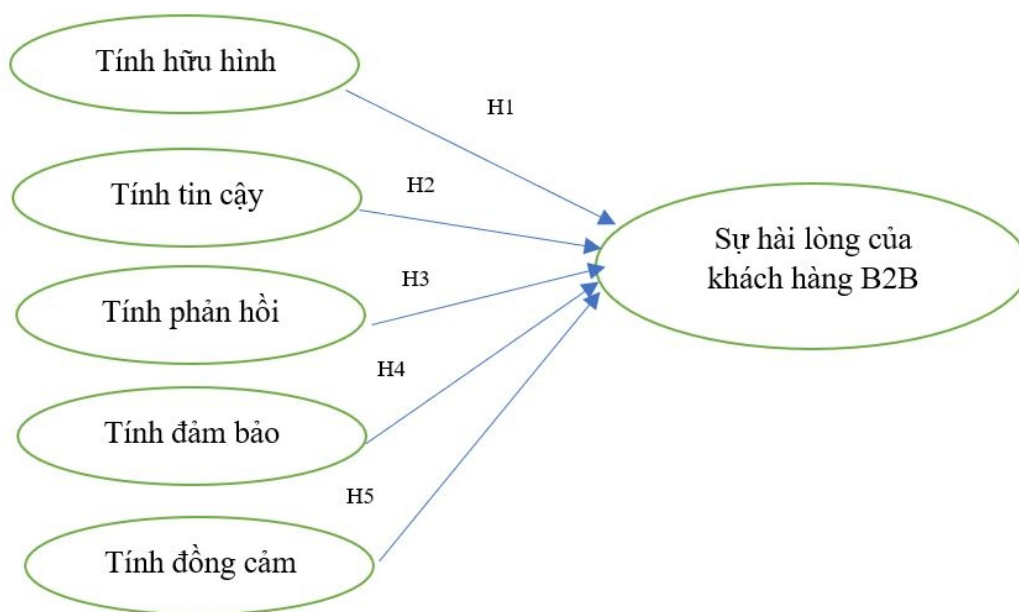 Tính hữu hình
H1
Tính tin cậy
H2
Sự hài lòng của
khách hàng B2B
Tính phản hồi
H3
Tính đảm bảo
H4
Tính đồng cảm
H5